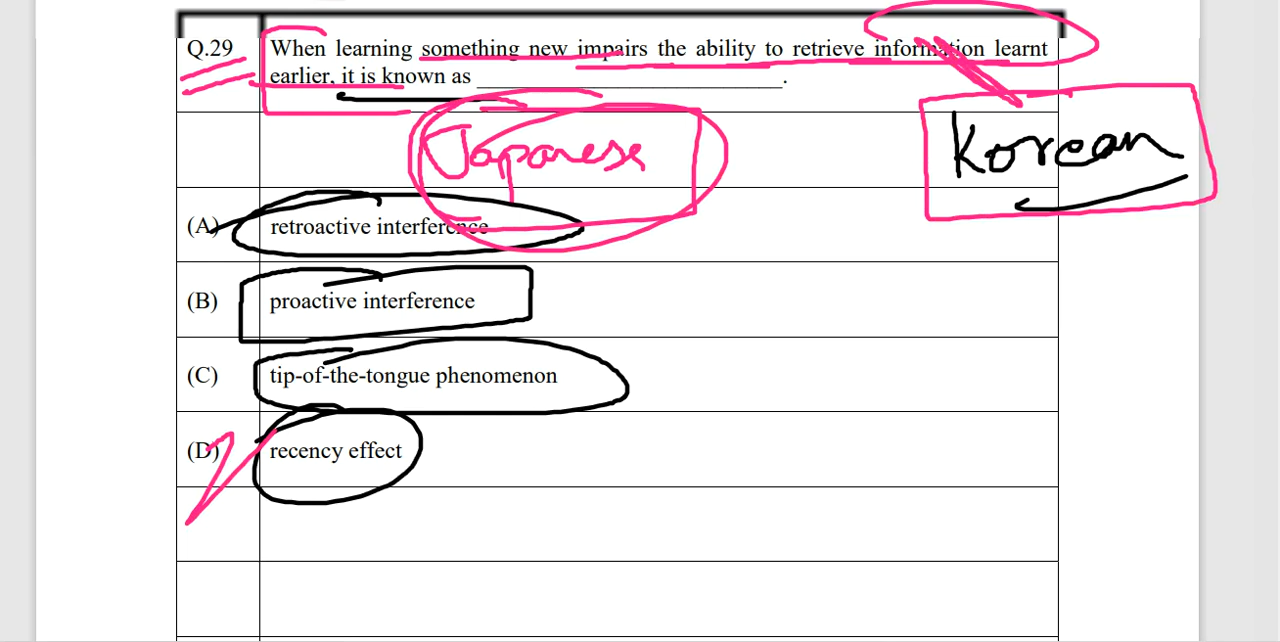 Q.29 When learning something new impairs the ability to retrieve information learnt
earlier, it is known as ____________________________.
Japanese
Korean
(A) retroactive interference
(B) proactive interference
(C) tip-of-the-tongue phenomenon
(D) recency effect